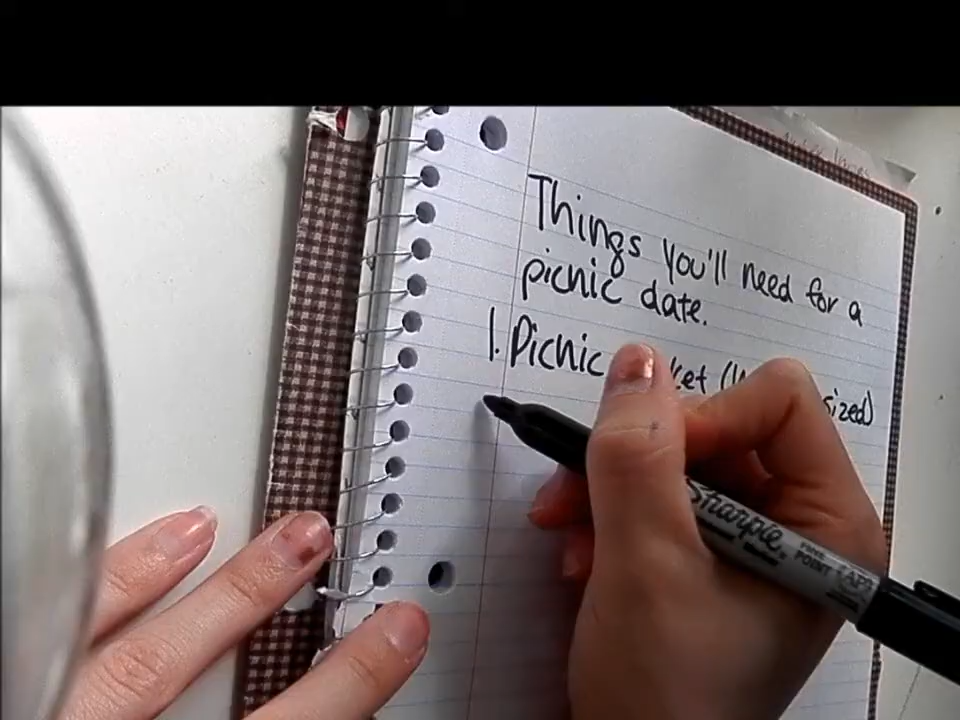 Things you'll need for a
picnic date.
1. Picnic sized)
Sharpie
FINE
POINT